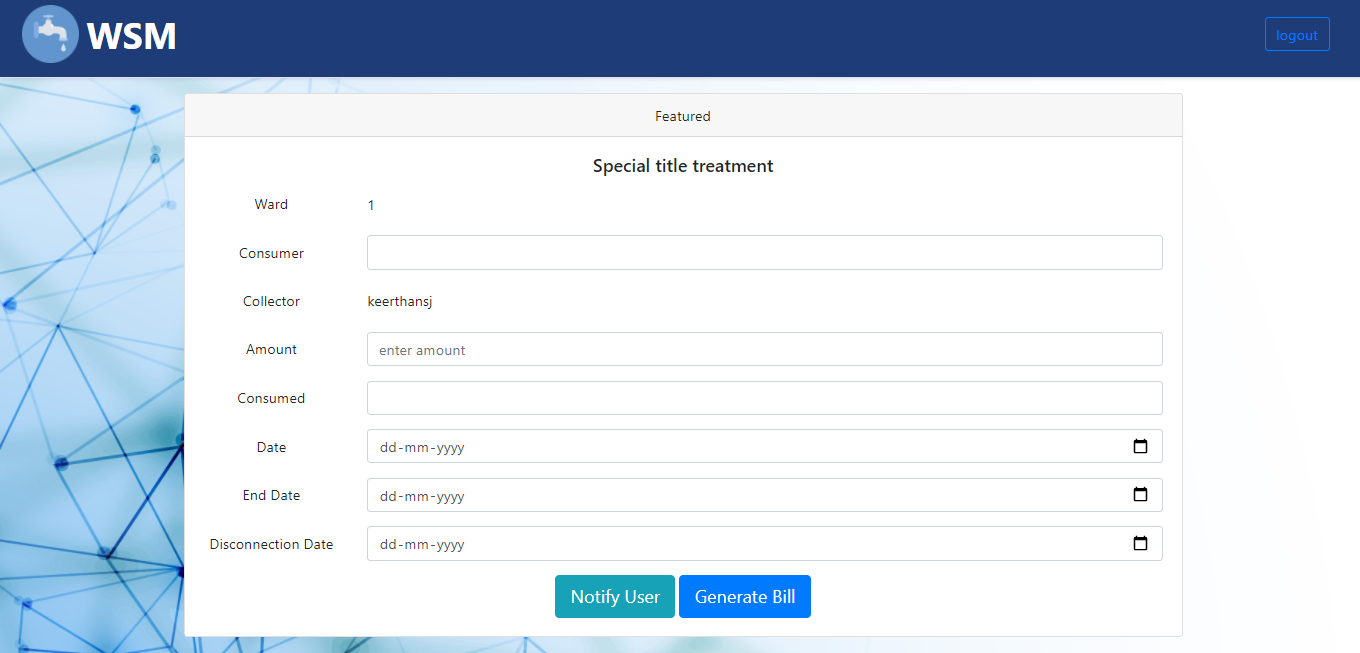 WSM
logout
Featured
Special title treatment
Ward 1
Consumer
Collector keerthansj
Amount enter amount
Consumed
Date dd-mm-yyyy
End Date dd-mm-yyyy
Disconnection Date dd-mm-yyyy
Notify User Generate Bill